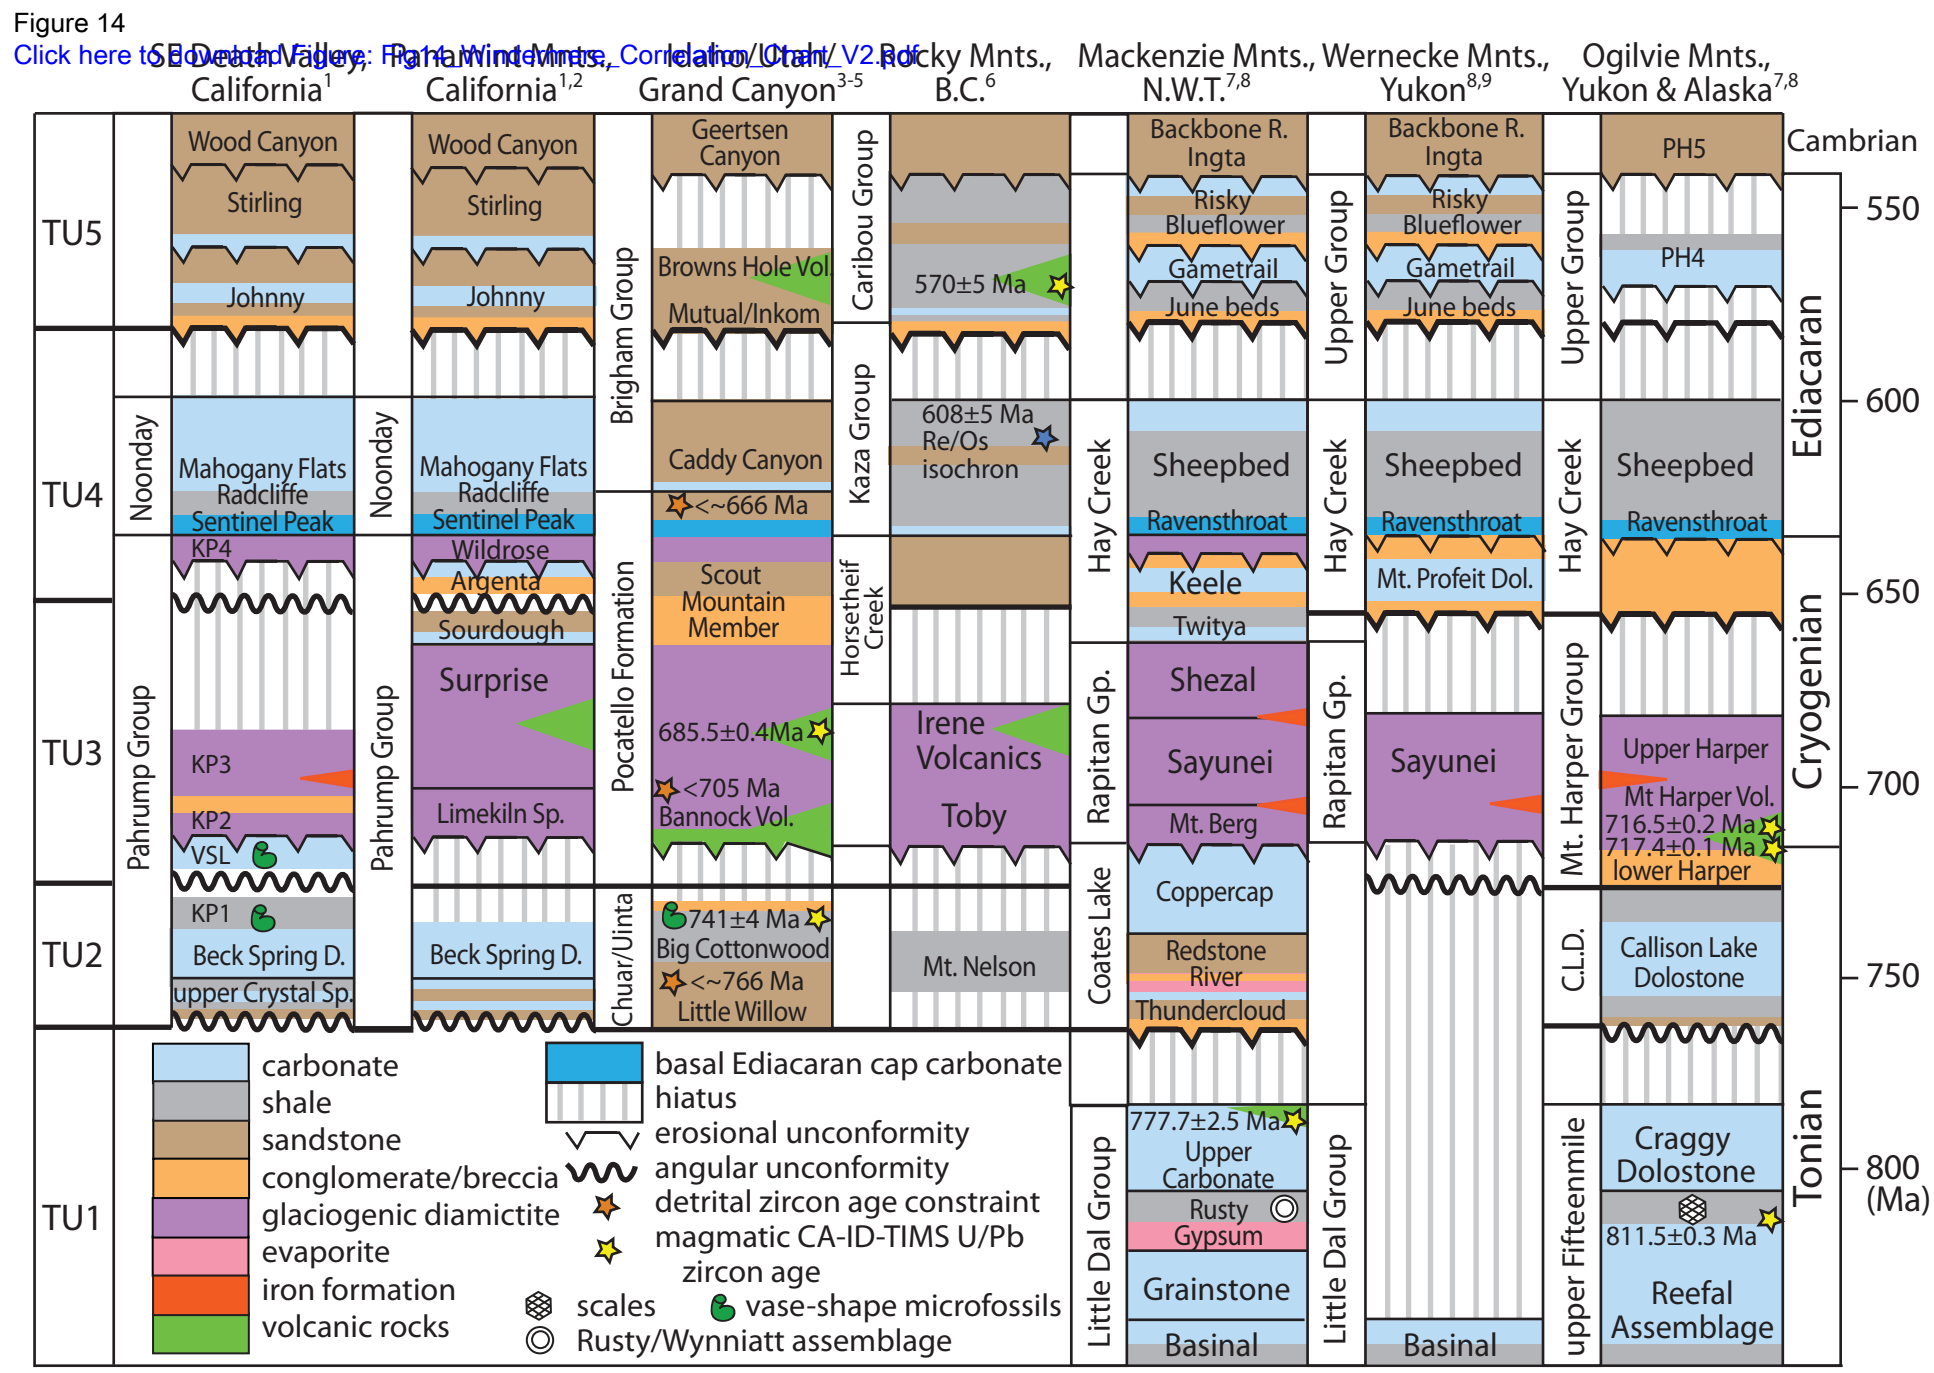 Figure 14
Click here to download Figure: Fig14_Windermere_Correlation_Chart_V2.pdf
SE Death Valley, California1
Panamint Mnts., California1,2
Idaho/Utah/ Grand Canyon3-5
Rocky Mnts., B.C.6
Mackenzie Mnts., N.W.T.7,8
Wernecke Mnts., Yukon8,9
Ogilvie Mnts., Yukon & Alaska7,8
TU5
TU4
TU3
TU2
TU1
Noonday
Pahrump Group
Wood Canyon
Stirling
Johnny
Mahogany Flats
Radcliffe
Sentinel Peak
KP4
KP3
KP2
VSL
KP1
Beck Spring D.
upper Crystal Sp.
Noonday
Pahrump Group
Wood Canyon
Stirling
Johnny
Mahogany Flats
Radcliffe
Sentinel Peak
Wildrose
Argenta
Sourdough
Surprise
Limekiln Sp.
Beck Spring D.
Brigham Group
Pocatello Formation
Chuar/Uinta
Geertsen
Canyon
Browns Hole Vol.
Mutual/Inkom
Caddy Canyon
<~666 Ma
Scout
Mountain
Member
685.5±0.4Ma
<705 Ma
Bannock Vol.
741±4 Ma
Big Cottonwood
<~766 Ma
Little Willow
Caribou Group
Kaza Group
Horsetheif
Creek
570±5 Ma
608±5 Ma
Re/Os
isochron
Irene
Volcanics
Toby
Mt. Nelson
Hay Creek
Rapitan Gp.
Coates Lake
Little Dal Group
Backbone R.
Ingta
Risky
Blueflower
Gametrail
June beds
Sheepbed
Ravensthroat
Keele
Twitya
Shezal
Sayunei
Mt. Berg
Coppercap
Redstone
River
Thundercloud
777.7±2.5 Ma
Upper
Carbonate
Rusty
Gypsum
Grainstone
Basinal
Upper Group
Hay Creek
Rapitan Gp.
Little Dal Group
Backbone R.
Ingta
Risky
Blueflower
Gametrail
June beds
Sheepbed
Ravensthroat
Mt. Profeit Dol.
Sayunei
Basinal
Upper Group
Hay Creek
Mt. Harper Group
C.L.D.
upper Fifteenmile
PH5
PH4
Sheepbed
Ravensthroat
Upper Harper
Mt Harper Vol.
716.5±0.2 Ma
717.4±0.1 Ma
lower Harper
Callison Lake
Dolostone
Craggy
Dolostone
811.5±0.3 Ma
Reefal
Assemblage
Cambrian
Ediacaran
Cryogenian
Tonian
550
600
650
700
750
800
(Ma)
carbonate
shale
sandstone
conglomerate/breccia
glaciogenic diamictite
evaporite
iron formation
volcanic rocks
basal Ediacaran cap carbonate
hiatus
erosional unconformity
angular unconformity
detrital zircon age constraint
magmatic CA-ID-TIMS U/Pb
zircon age
scales
vase-shape microfossils
Rusty/Wynniatt assemblage